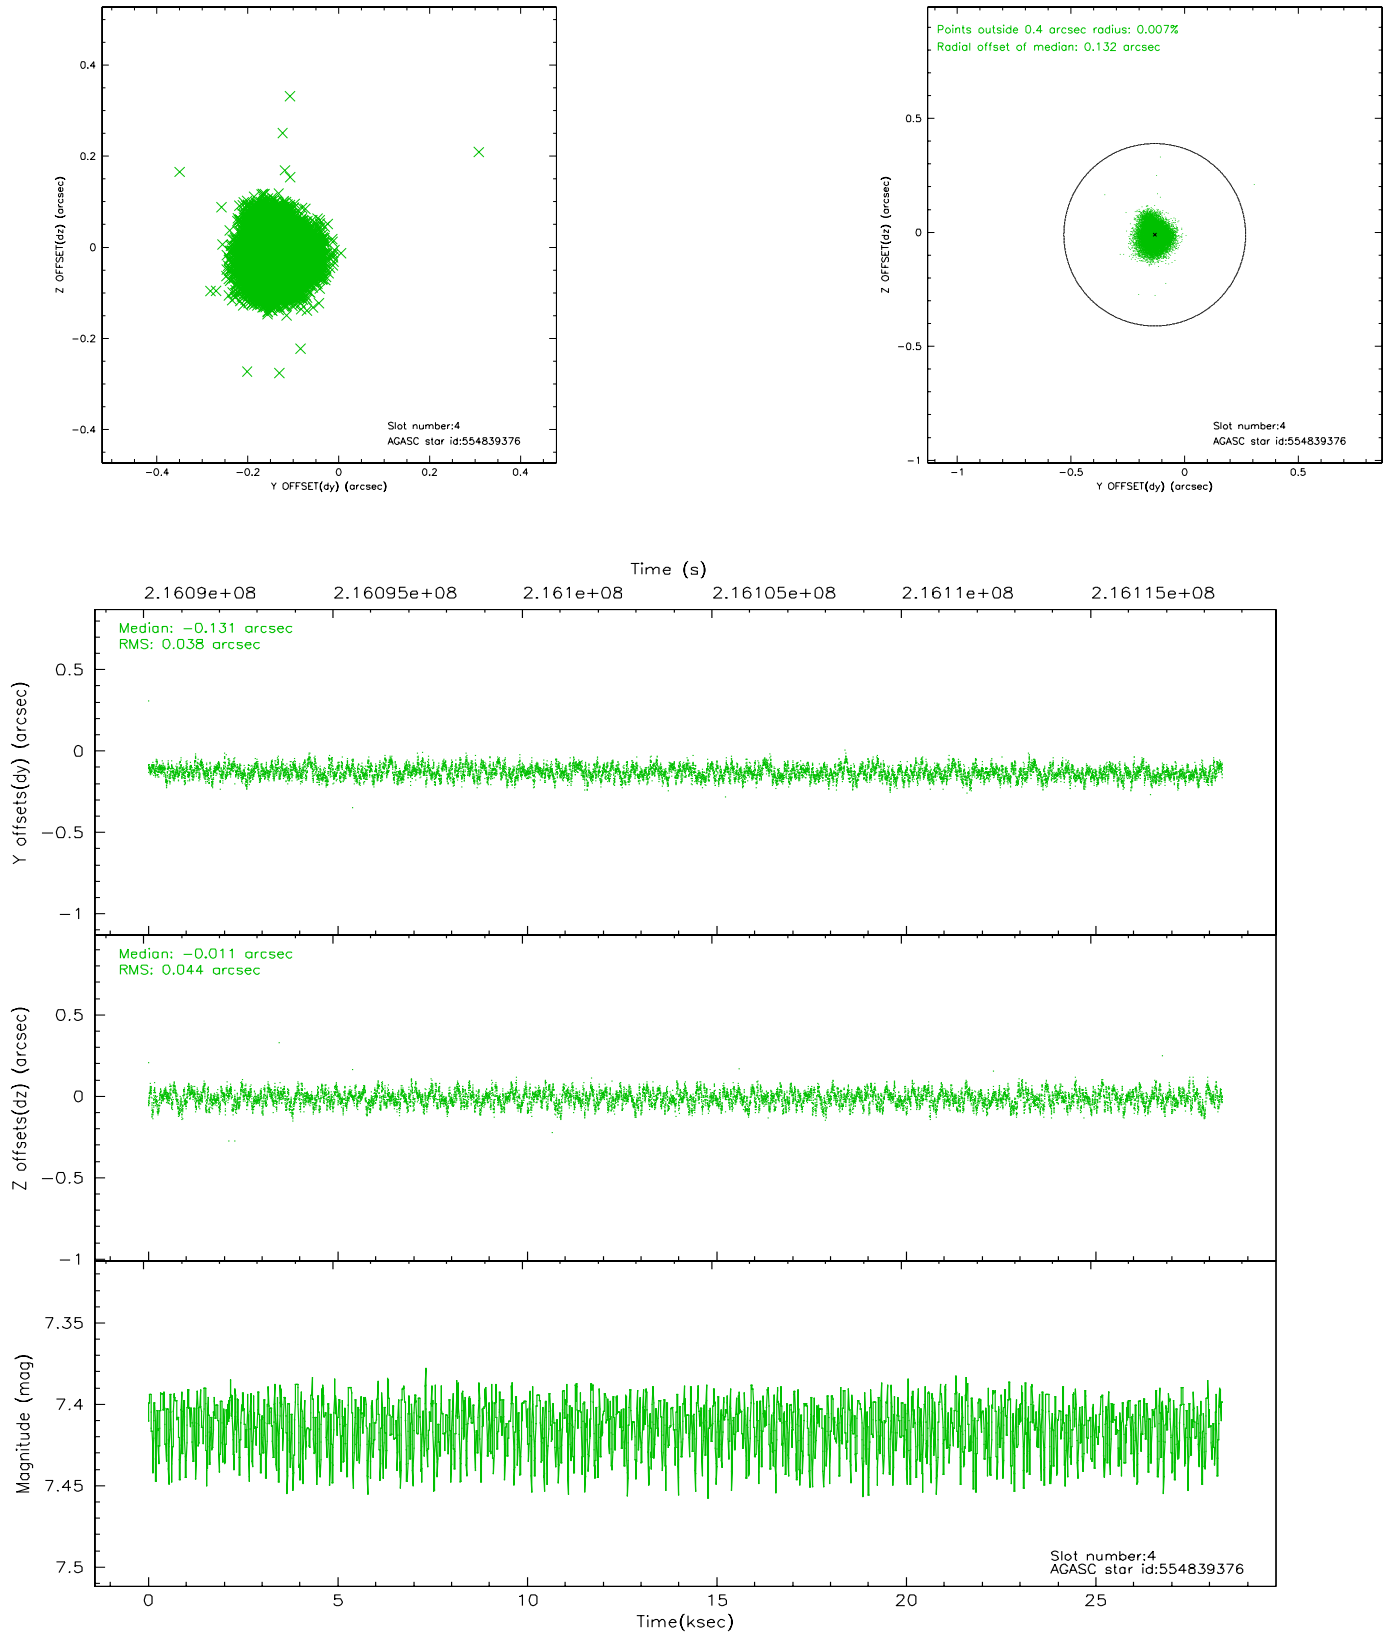 0.4
0.2
0
-0.2
-0.4
Z OFFSET(dz) (arcsec)
Slot number:4
AGASC star id:554839376
-0.4 -0.2 0 0.2 0.4
Y OFFSET(dy) (arcsec)
Points outside 0.4 arcsec radius: 0.007%
Radial offset of median: 0.132 arcsec
0.5
0
-0.5
-1
Z OFFSET(dz) (arcsec)
Slot number:4
AGASC star id:554839376
-1 -0.5 0 0.5
Y OFFSET(dy) (arcsec)
Time (s)
2.1609e+08 2.16095e+08 2.161e+08 2.16105e+08 2.1611e+08 2.16115e+08
Median: -0.131 arcsec
RMS: 0.038 arcsec
0.5
0
-0.5
-1
Y offsets(dy) (arcsec)
Median: -0.011 arcsec
RMS: 0.044 arcsec
0.5
0
-0.5
-1
Z offsets(dz) (arcsec)
7.35
7.4
7.45
7.5
Magnitude (mag)
Slot number:4
AGASC star id:554839376
0 5 10 15 20 25
Time(ksec)